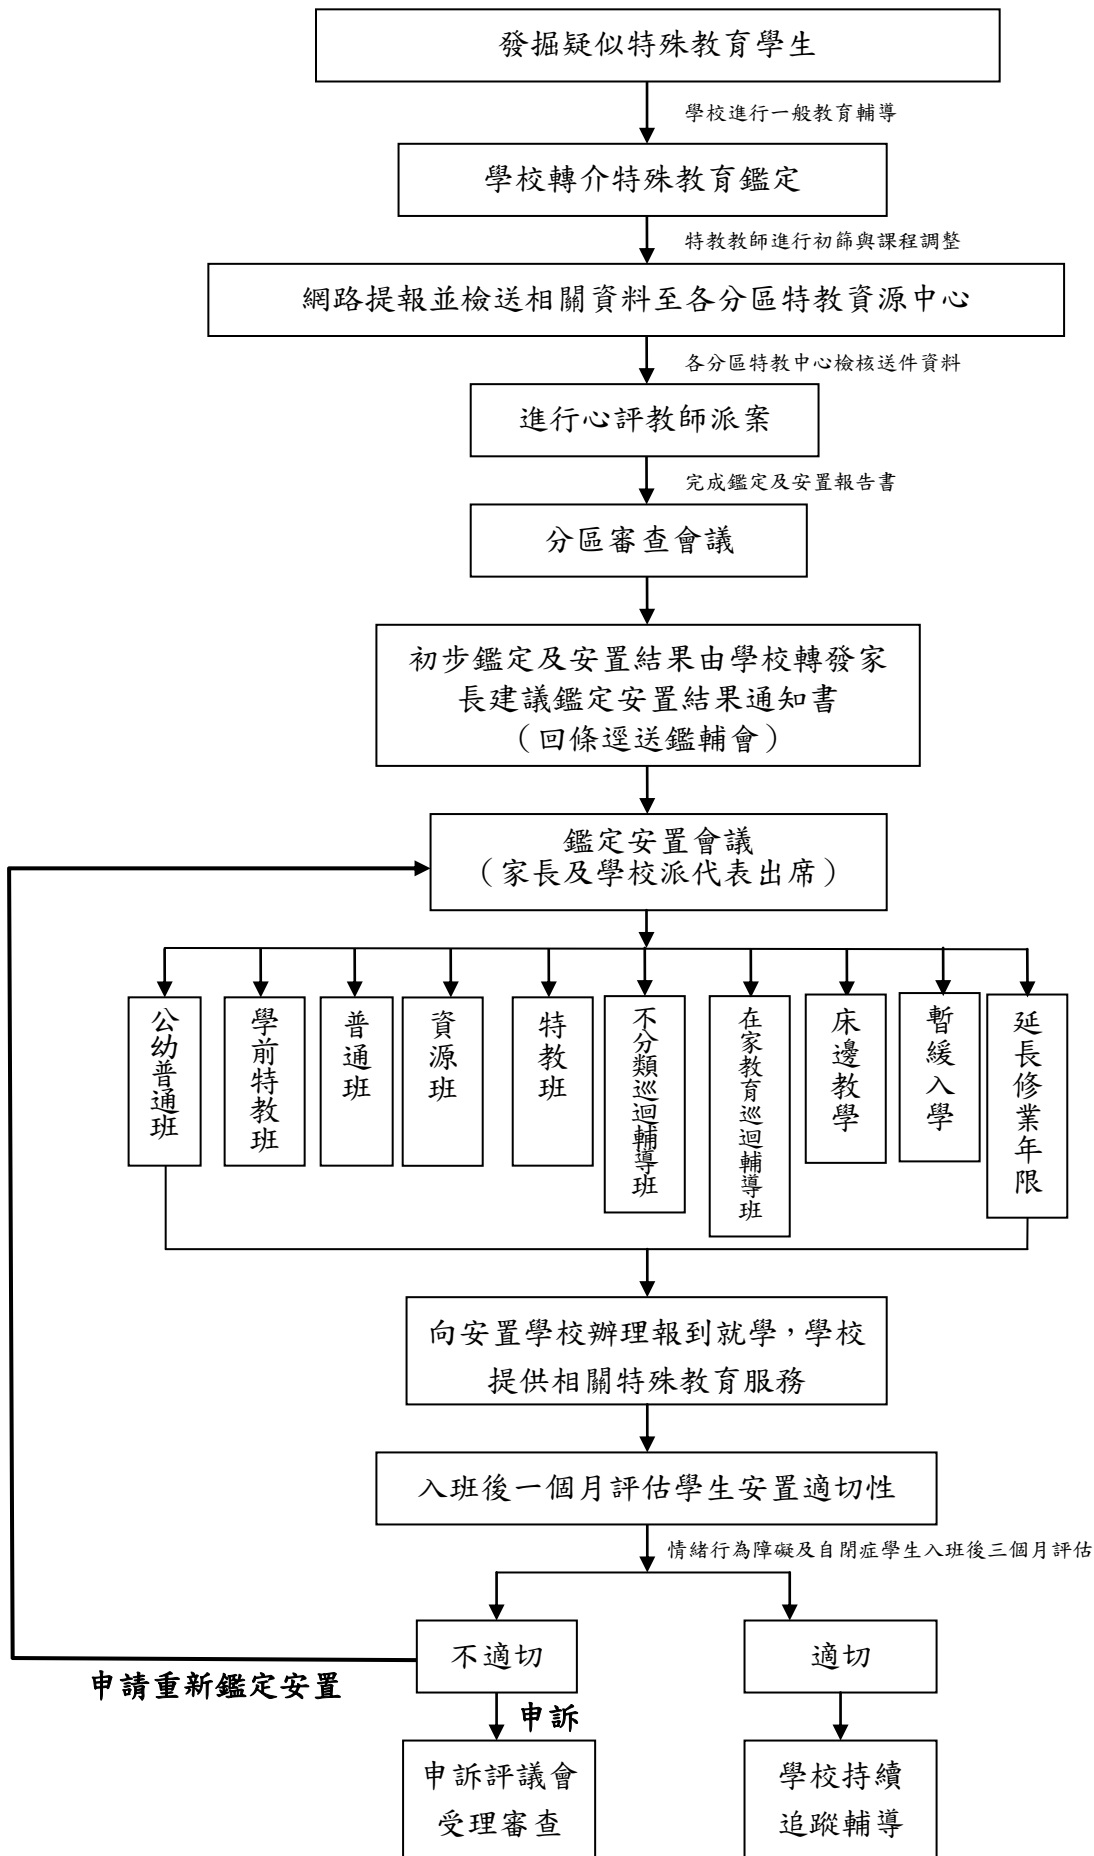 發掘疑似特殊教育學生
學校進行一般教育輔導
學校轉介特殊教育鑑定
特教教師進行初篩與課程調整
網路提報並檢送相關資料至各分區特教資源中心
各分區特教中心檢核送件資料
進行心評教師派案
完成鑑定及安置報告書
分區審查會議
初步鑑定及安置結果由學校轉發家
長建議鑑定安置結果通知書
（回條逕送鑑輔會）
鑑定安置會議
（家長及學校派代表出席）
公幼普通班
學前特教班
普通班
資源班
特教班
不分類巡迴輔導班
在家教育巡迴輔導班
床邊教學
暫緩入學
延長修業年限
向安置學校辦理報到就學，學校
提供相關特殊教育服務
入班後一個月評估學生安置適切性
情緒行為障礙及自閉症學生入班後三個月評估
不適切
適切
申請重新鑑定安置
申訴
申訴評議會
受理審查
學校持續
追蹤輔導